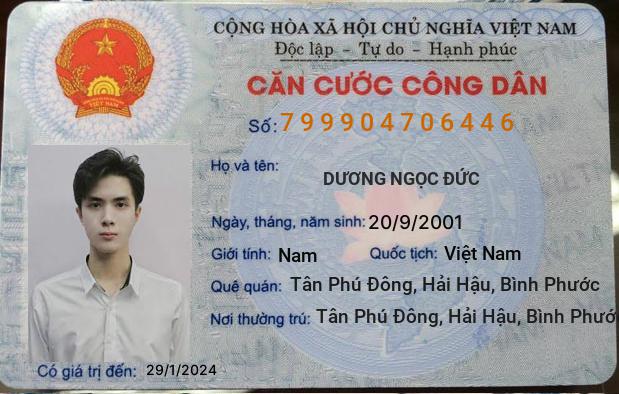 CỘNG HÒA XÃ HỘI CHỦ NGHĨA VIỆT NAM
Độc lập - Tự do - Hạnh phúc
CĂN CƯỚC CÔNG DÂN
Số: 799904706446
Họ và tên:
DƯƠNG NGỌC ĐỨC
Ngày, tháng, năm sinh: 20/9/2001
Giới tính: Nam Quốc tịch: Việt Nam
Quê quán: Tân Phú Đông, Hải Hậu, Bình Phước
Nơi thường trú: Tân Phú Đông, Hải Hậu, Bình Phướ
Có giá trị đến: 29/1/2024
VIỆT NAM